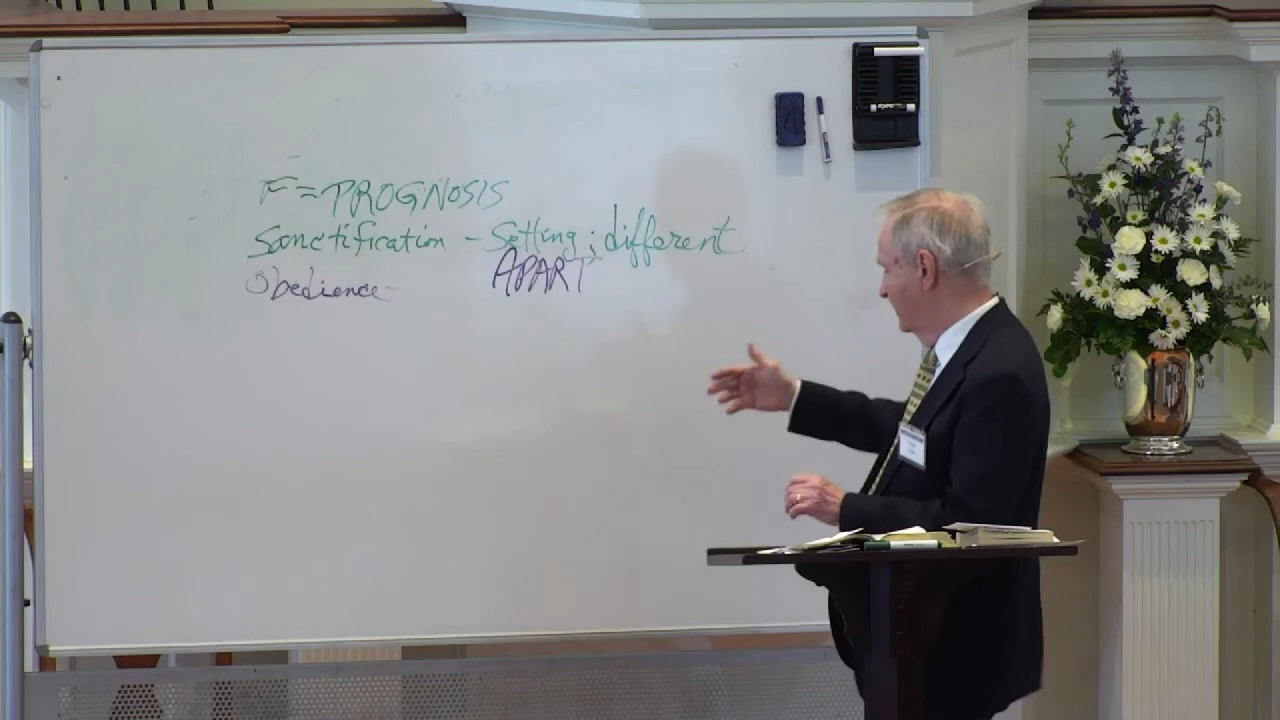 F = PROGNOSIS
Sanctification - Setting; different
APART
Obedience